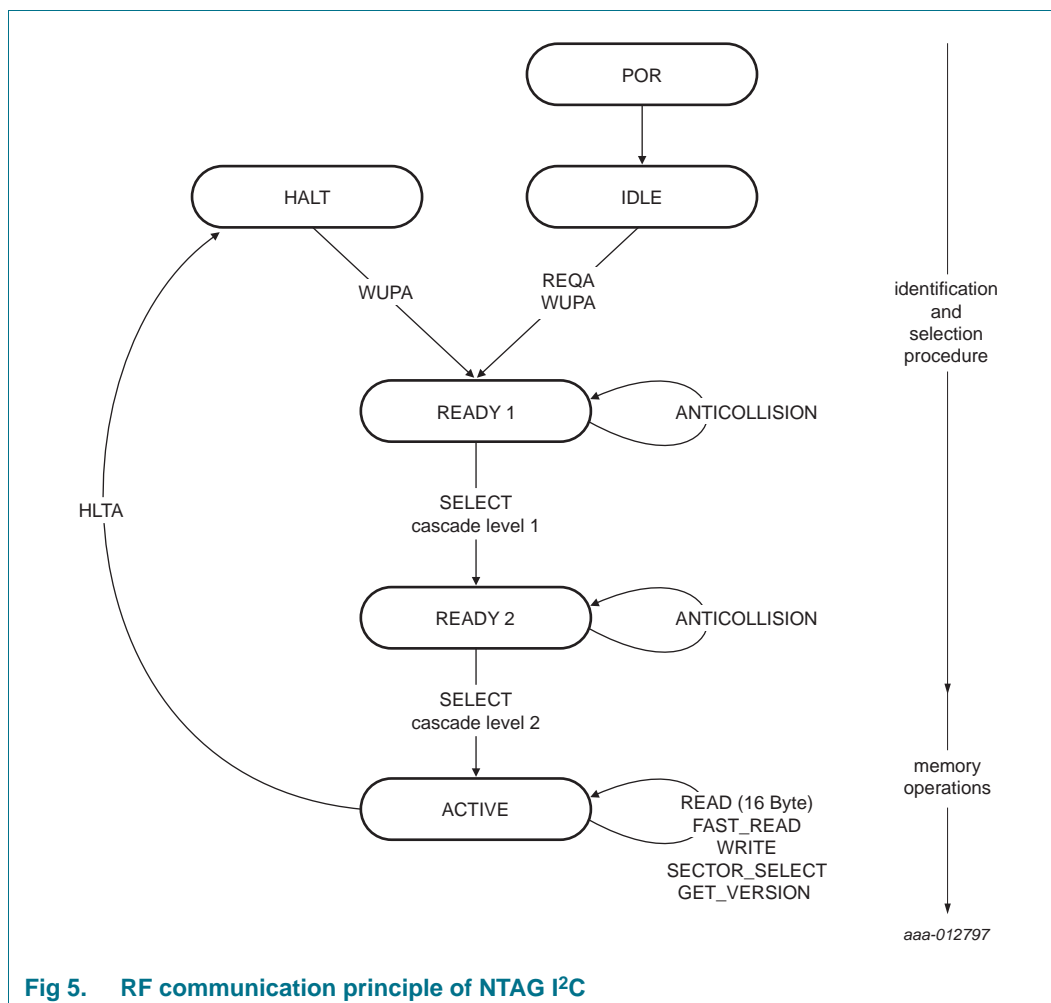 POR
HALT
IDLE
WUPA
REQA
WUPA
identification
and
selection
procedure
READY 1
ANTICOLLISION
SELECT
cascade level 1
HLTA
READY 2
ANTICOLLISION
SELECT
cascade level 2
memory
operations
ACTIVE
READ (16 Byte)
FAST_READ
WRITE
SECTOR_SELECT
GET_VERSION
aaa-012797
Fig 5. RF communication principle of NTAG I²C